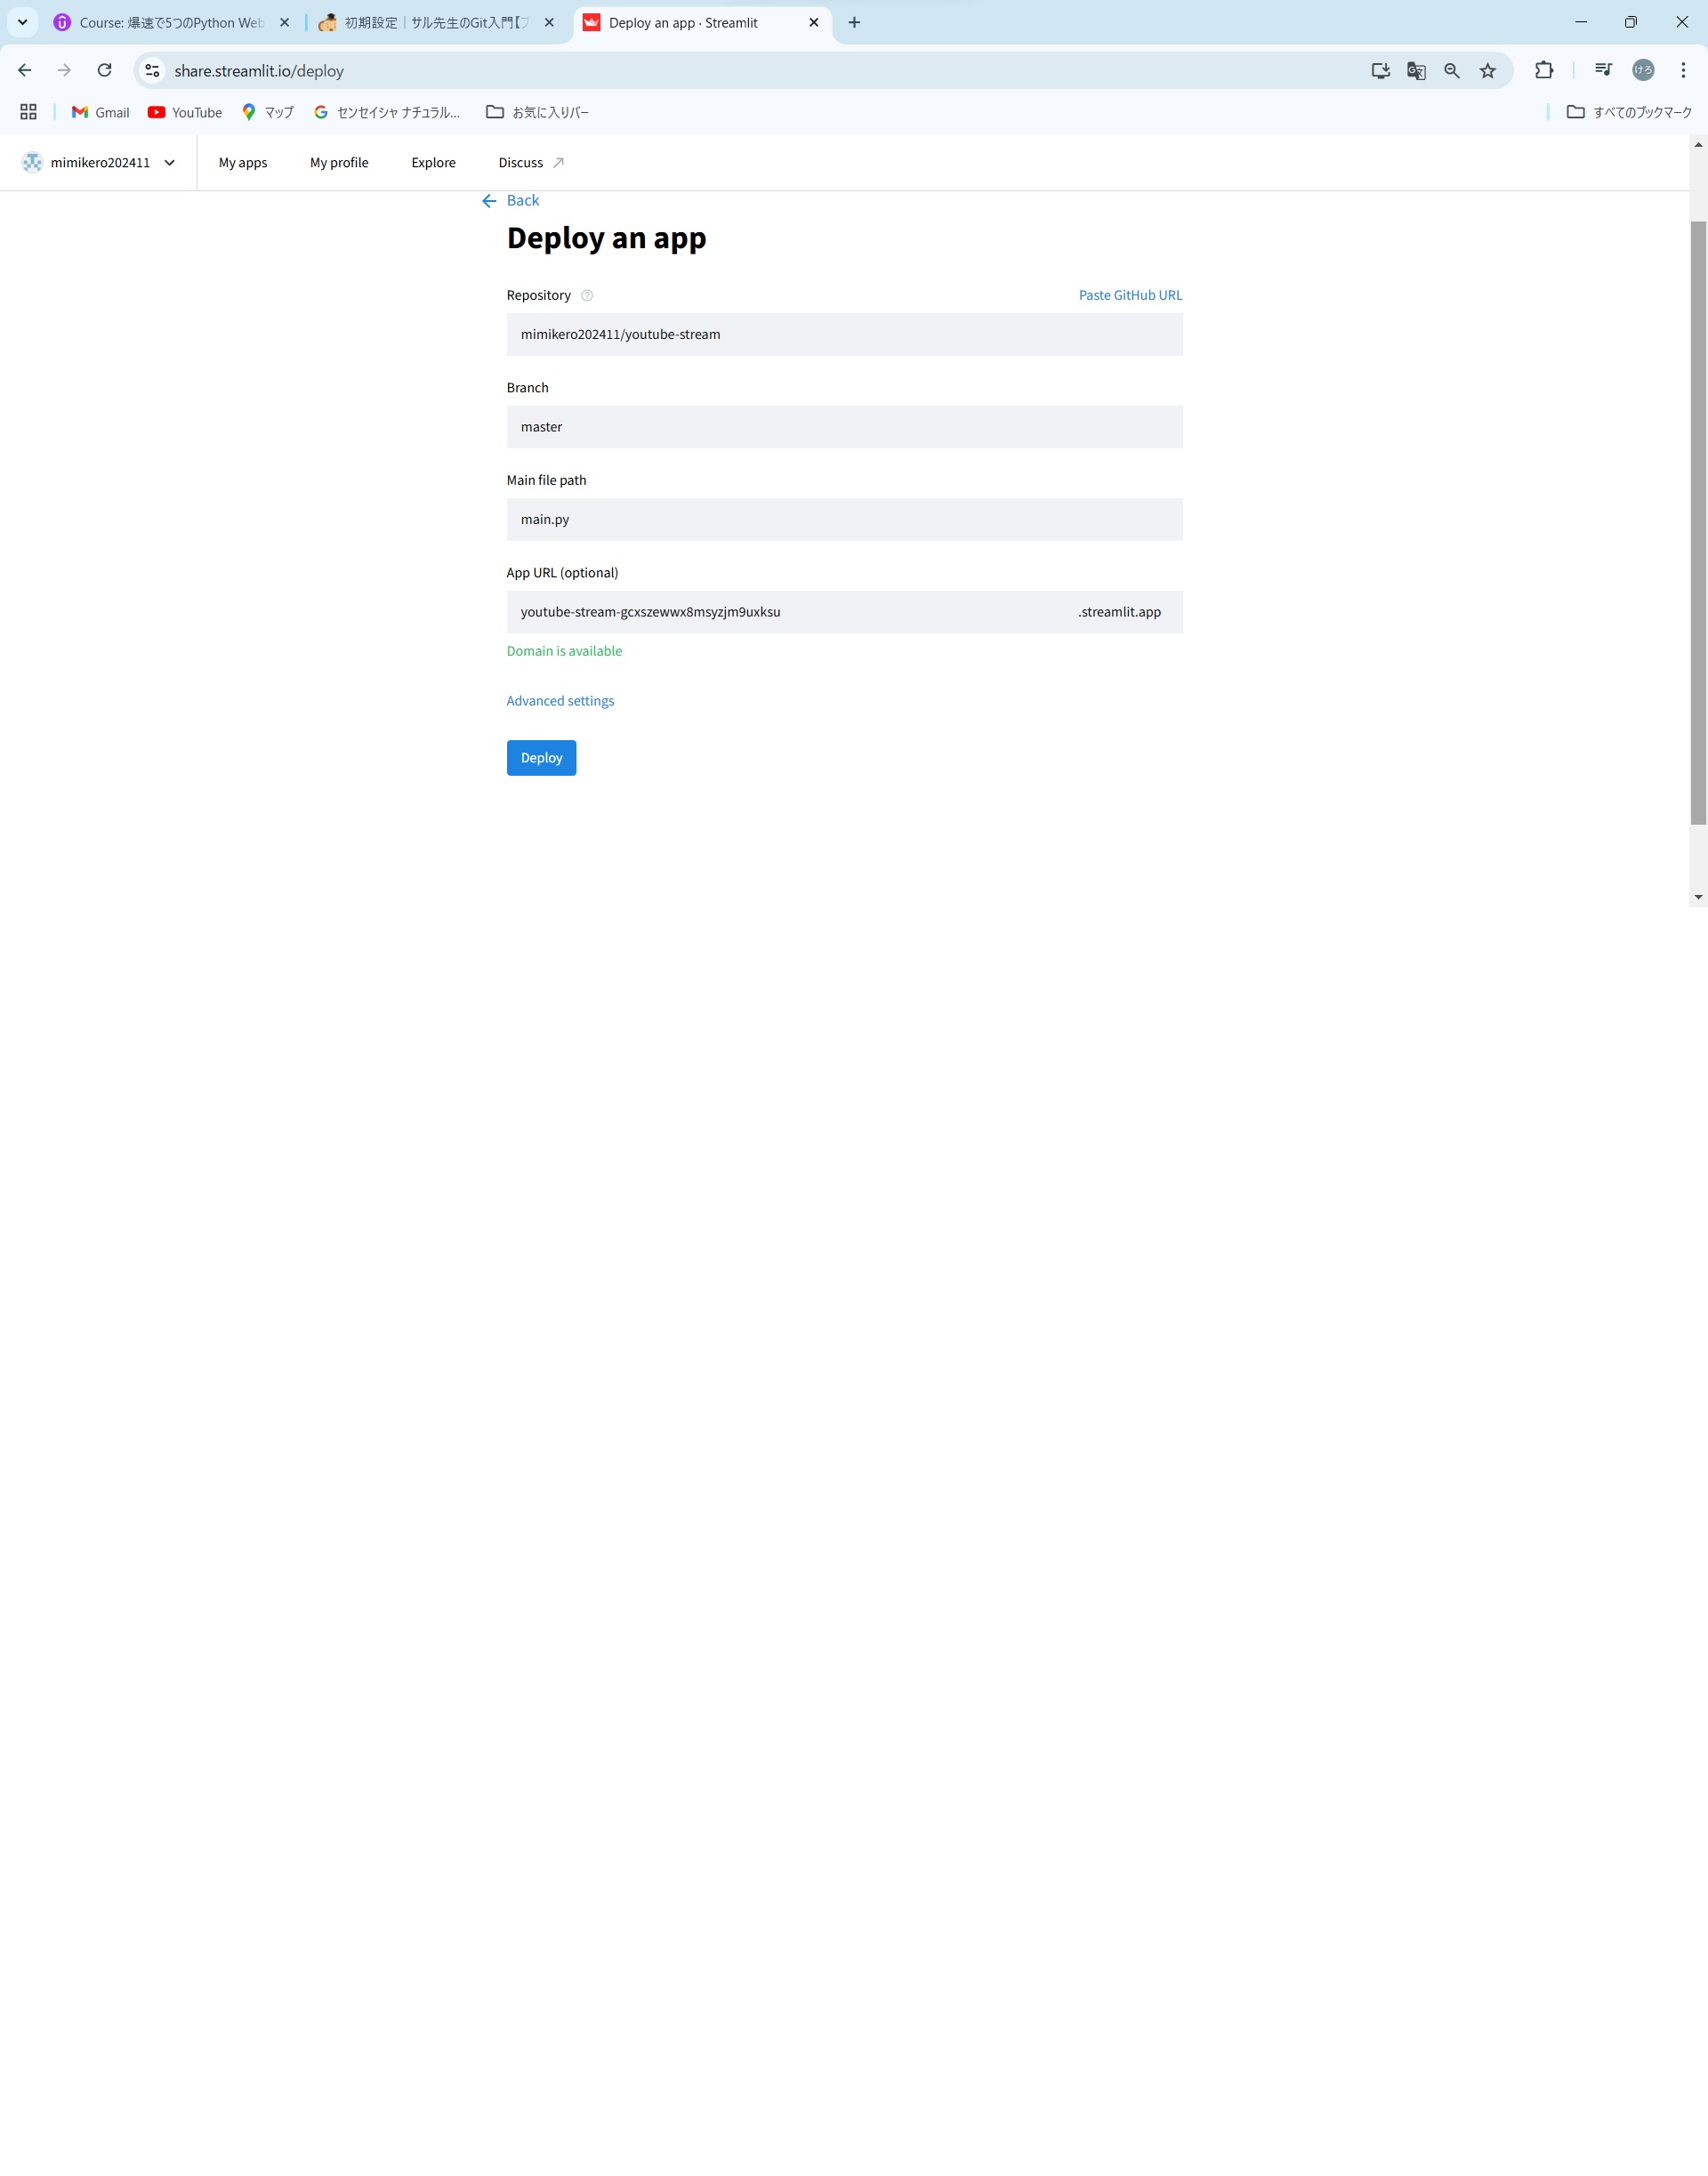 Course: 爆速で5つのPython Web
初期設定｜サル先生のGit入門【プ
Deploy an app · Streamlit
share.streamlit.io/deploy
けろ
Gmail
YouTube
マップ
センセイシャ ナチュラル...
お気に入りバー
すべてのブックマーク
mimikero202411
My apps
My profile
Explore
Discuss
Back
Deploy an app
Repository
Paste GitHub URL
mimikero202411/youtube-stream
Branch
master
Main file path
main.py
App URL (optional)
youtube-stream-gcxszewwx8msyzjm9uxksu .streamlit.app
Domain is available
Advanced settings
Deploy